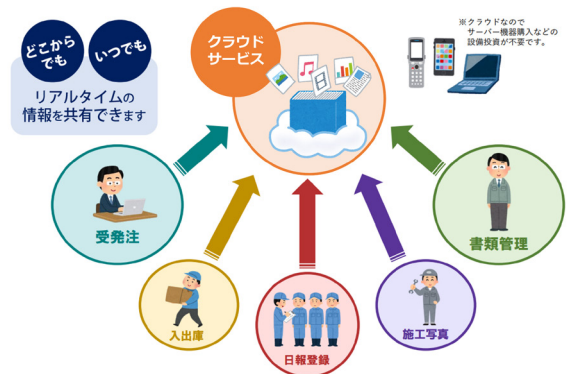 どこから
でも
いつでも
リアルタイムの
情報を共有できます
クラウド
サービス
※クラウドなので
サーバー機器購入などの
設備投資が不要です。
受発注
入出庫
日報登録
施工写真
書類管理